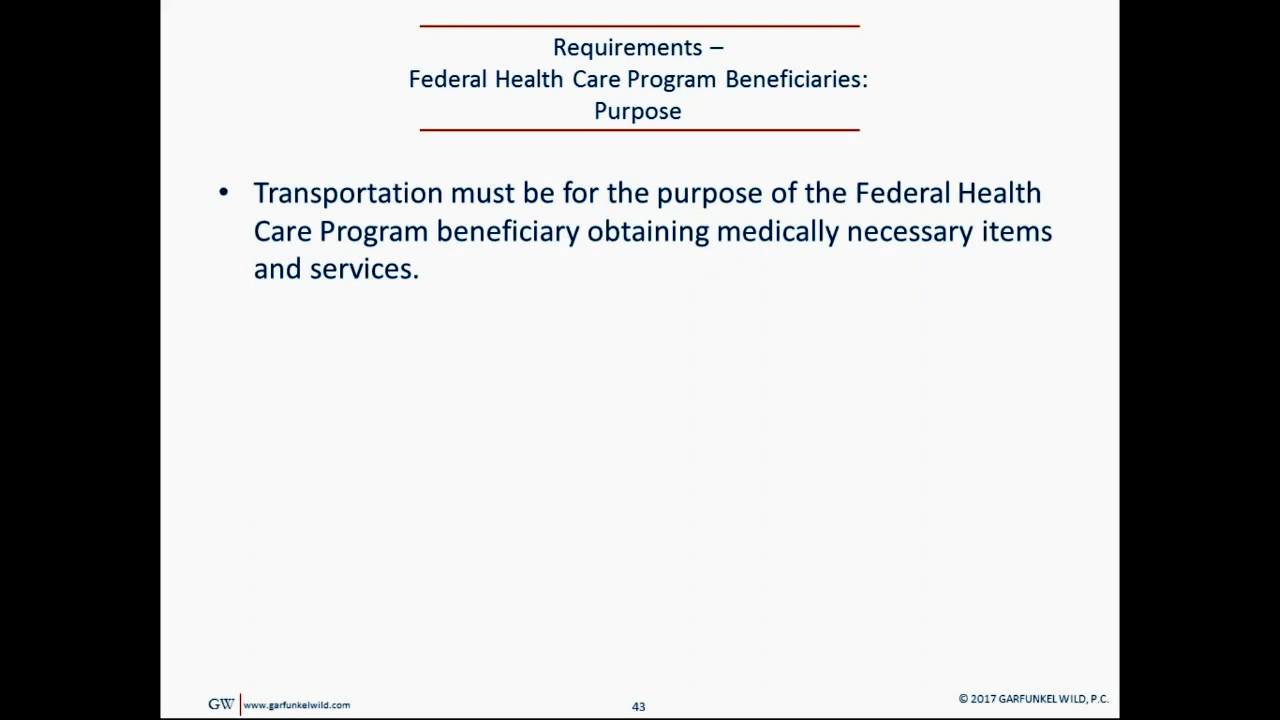 Requirements –
Federal Health Care Program Beneficiaries:
Purpose
• Transportation must be for the purpose of the Federal Health
Care Program beneficiary obtaining medically necessary items
and services.
GW www.garfunkelwild.com
43
© 2017 GARFUNKEL WILD, P.C.